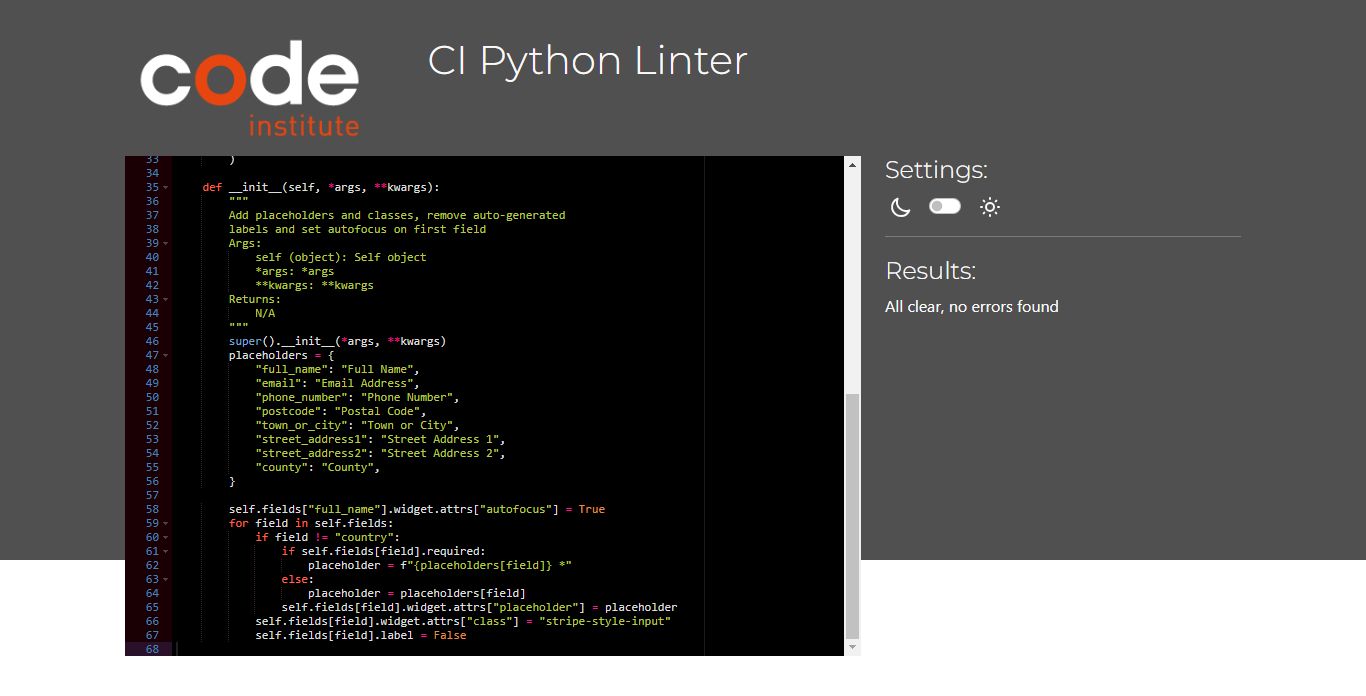 code
institute
CI Python Linter
33 )
34
35 def __init__(self, *args, **kwargs):
36 """
37 Add placeholders and classes, remove auto-generated
38 labels and set autofocus on first field
39 Args:
40 self (object): Self object
41 *args: *args
42 **kwargs: **kwargs
43 Returns:
44 N/A
45 """
46 super().__init__(*args, **kwargs)
47 placeholders = {
48 "full_name": "Full Name",
49 "email": "Email Address",
50 "phone_number": "Phone Number",
51 "postcode": "Postal Code",
52 "town_or_city": "Town or City",
53 "street_address1": "Street Address 1",
54 "street_address2": "Street Address 2",
55 "county": "County",
56 }
57
58 self.fields["full_name"].widget.attrs["autofocus"] = True
59 for field in self.fields:
60 if field != "country":
61 if self.fields[field].required:
62 placeholder = f"{placeholders[field]} *"
63 else:
64 placeholder = placeholders[field]
65 self.fields[field].widget.attrs["placeholder"] = placeholder
66 self.fields[field].widget.attrs["class"] = "stripe-style-input"
67 self.fields[field].label = False
68
Settings:
Results:
All clear, no errors found